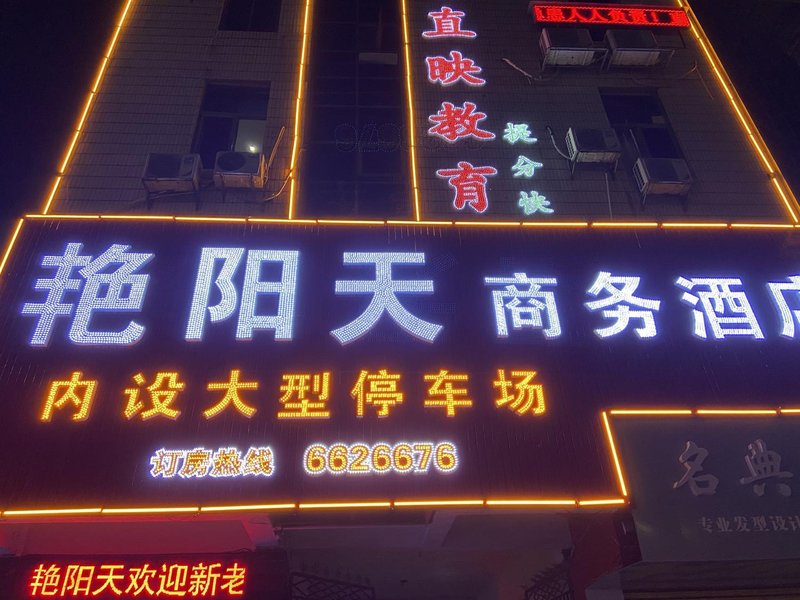 直映教育
提分快
艳阳天 商务酒店
内设大型停车场
订房热线 6626676
名典
专业发型设计
艳阳天欢迎新老